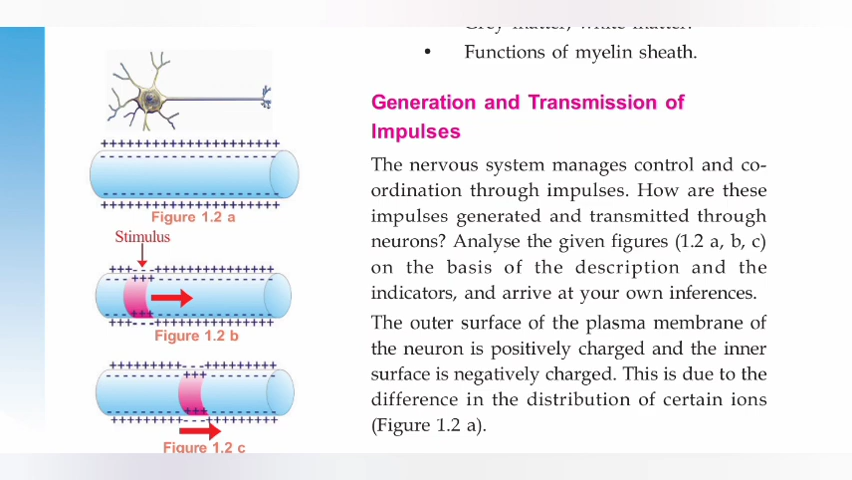 Grey matter, white matter.
• Functions of myelin sheath.
Generation and Transmission of
Impulses
The nervous system manages control and co-
ordination through impulses. How are these
impulses generated and transmitted through
neurons? Analyse the given figures (1.2 a, b, c)
on the basis of the description and the
indicators, and arrive at your own inferences.
The outer surface of the plasma membrane of
the neuron is positively charged and the inner
surface is negatively charged. This is due to the
difference in the distribution of certain ions
(Figure 1.2 a).
Figure 1.2 a
Stimulus
Figure 1.2 b
Figure 1.2 c